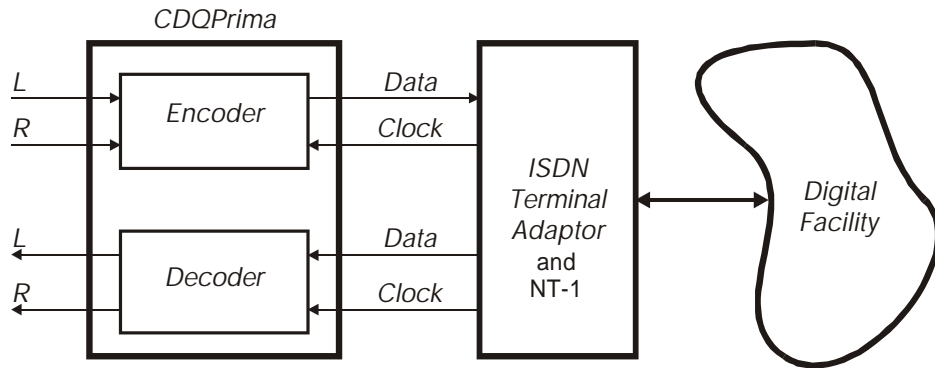 CDQPrima
L
R
Encoder
Data
Clock
L
R
Decoder
Data
Clock
ISDN
Terminal
Adaptor
and
NT-1
Digital
Facility